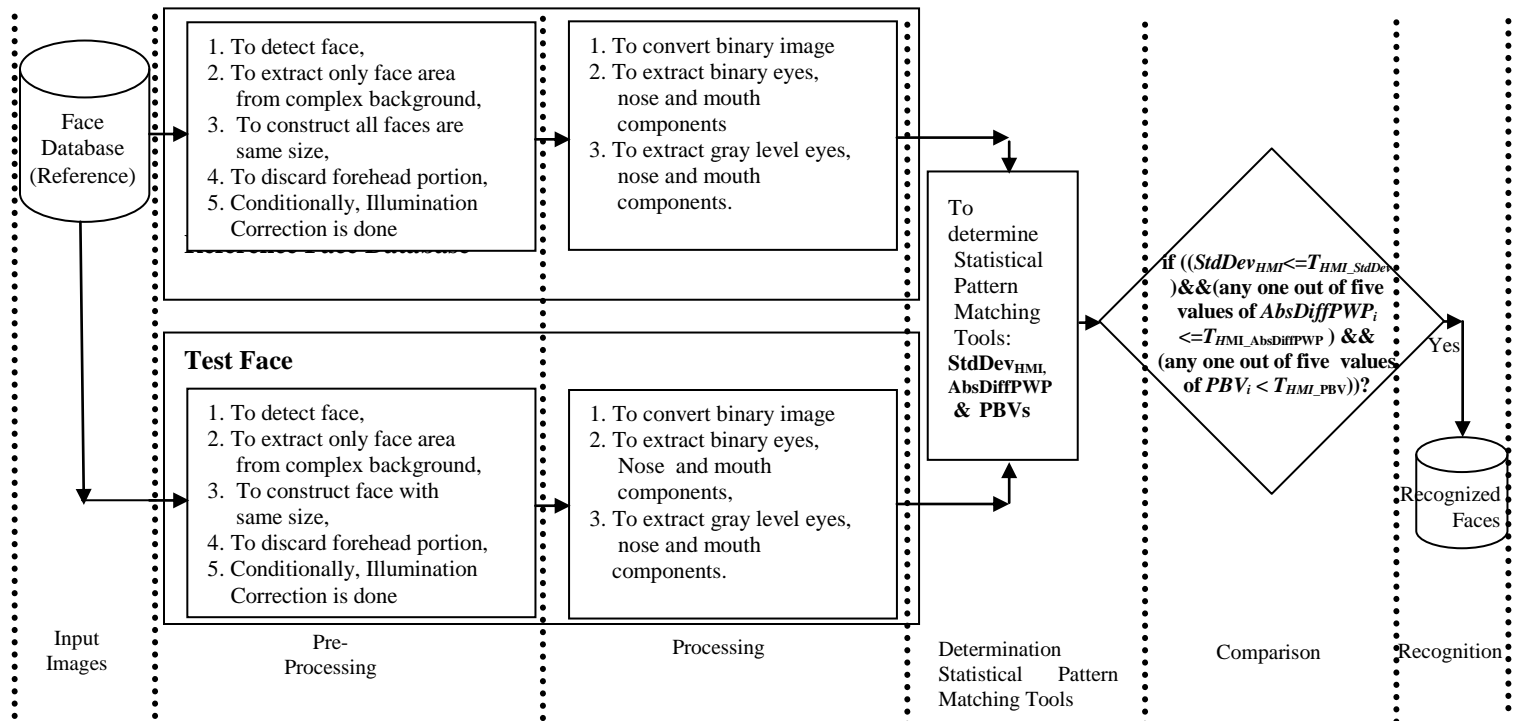 Face
Database
(Reference)
1. To detect face,
2. To extract only face area
from complex background,
3. To construct all faces are
same size,
4. To discard forehead portion,
5. Conditionally, Illumination
Correction is done
1. To convert binary image
2. To extract binary eyes,
nose and mouth
components
3. To extract gray level eyes,
nose and mouth
components.
Test Face
1. To detect face,
2. To extract only face area
from complex background,
3. To construct face with
same size,
4. To discard forehead portion,
5. Conditionally, Illumination
Correction is done
1. To convert binary image
2. To extract binary eyes,
Nose and mouth
components,
3. To extract gray level eyes,
nose and mouth
components.
To
determine
Statistical
Pattern
Matching
Tools:
StdDevHMI,
AbsDiffPWP
& PBVs
if ((StdDevHMI<=THMI_StdDev
)&&(any one out of five
values of AbsDiffPWPi
<=THMI_AbsDiffPWP ) &&
(any one out of five values
of PBVi < THMI_PBV))?
Yes
Recognized
Faces
Input
Images
Pre-
Processing
Processing
Determination
Statistical Pattern
Matching Tools
Comparison
Recognition